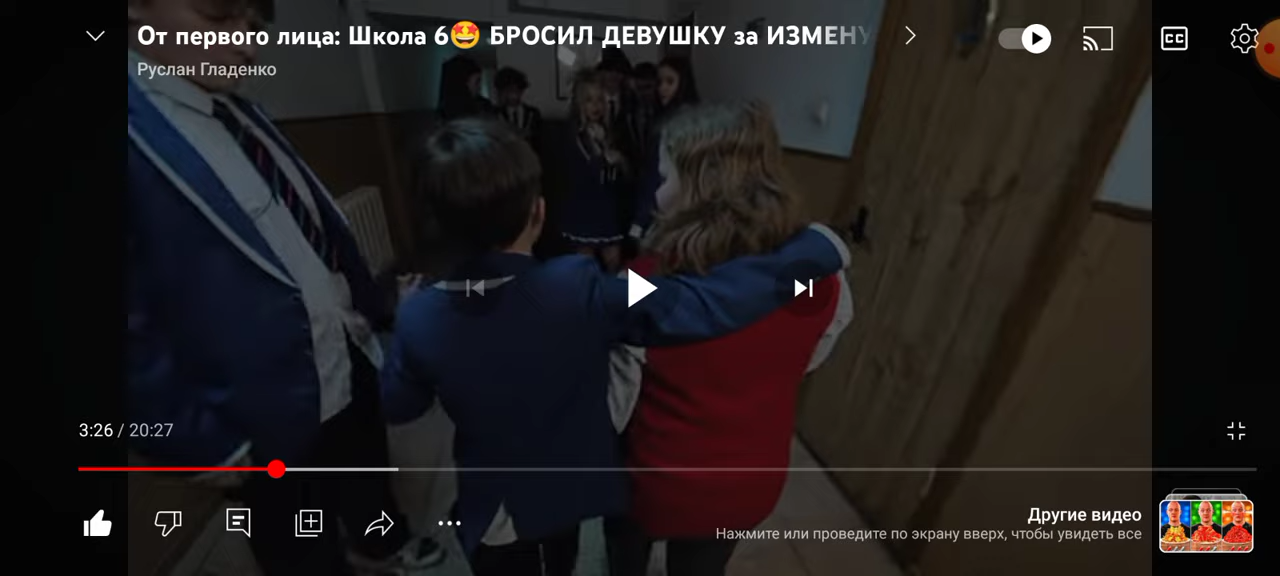 От первого лица: Школа 6🤩 БРОСИЛ ДЕВУШКУ за ИЗМЕНУ
Руслан Гладенко
CC
3:26 / 20:27
Другие видео
Нажмите или проведите по экрану вверх, чтобы увидеть все